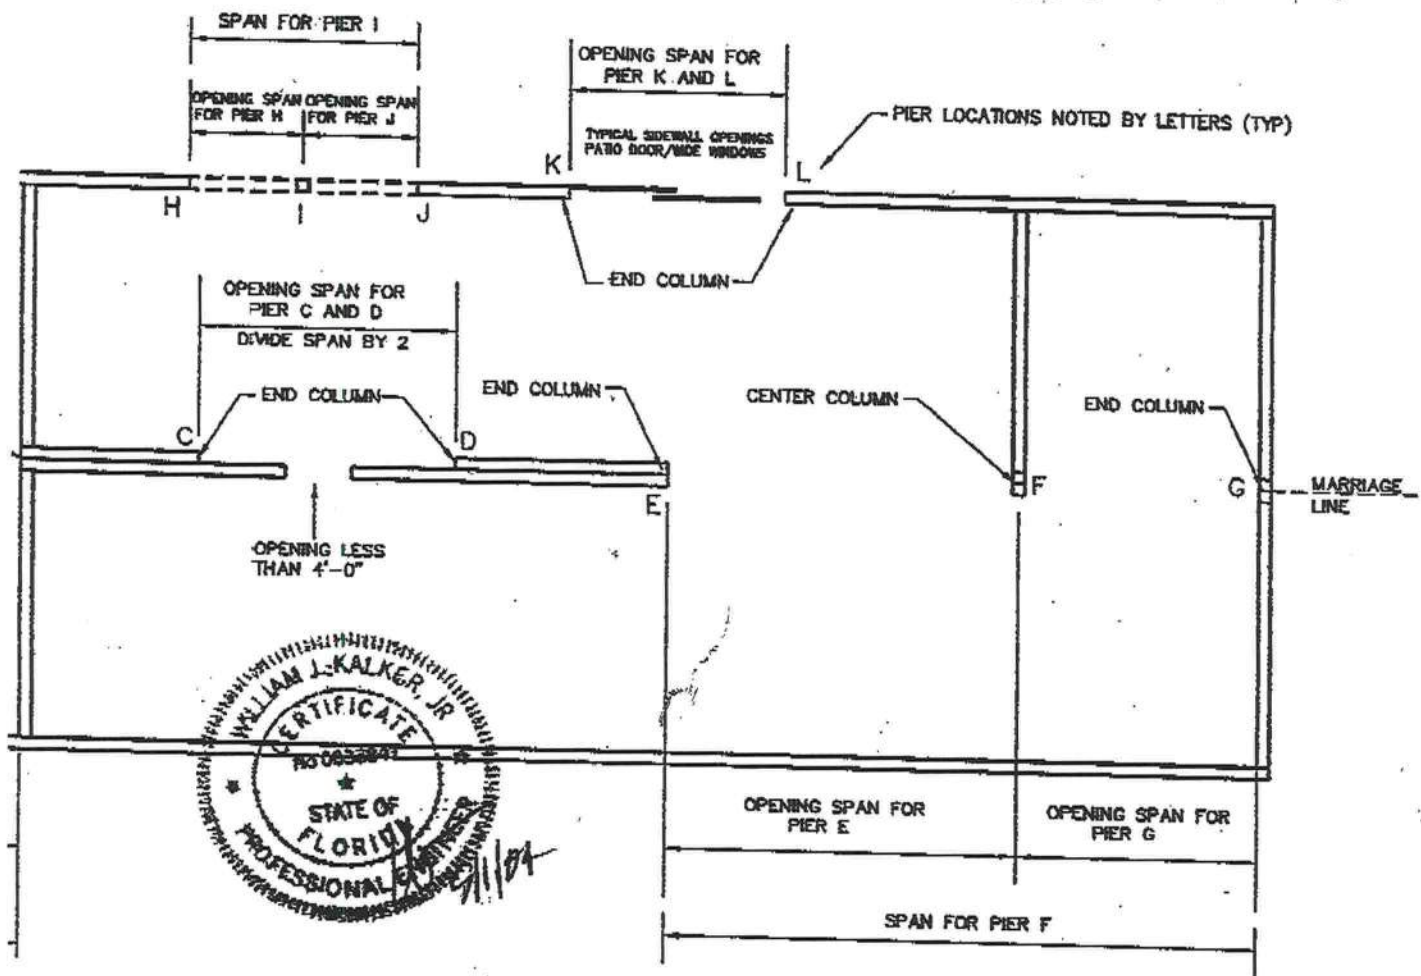 SPAN FOR PIER I
OPENING SPAN FOR
PIER K AND L
OPENING SPAN
FOR PIER H
OPENING SPAN
FOR PIER J
TYPICAL SIDEWALL OPENINGS
PATIO DOOR/WIDE WINDOWS
PIER LOCATIONS NOTED BY LETTERS (TYP)
K
L
H
I
J
END COLUMN
OPENING SPAN FOR
PIER C AND D
DIVIDE SPAN BY 2
END COLUMN
END COLUMN
CENTER COLUMN
END COLUMN
C
D
E
F
G
MARRIAGE
LINE
OPENING LESS
THAN 4'-0"
WILLIAM J. KALKER, JR
CERTIFICATE
STATE OF
FLORIDA
PROFESSIONAL ENGINEER
OPENING SPAN FOR
PIER E
OPENING SPAN FOR
PIER G
SPAN FOR PIER F